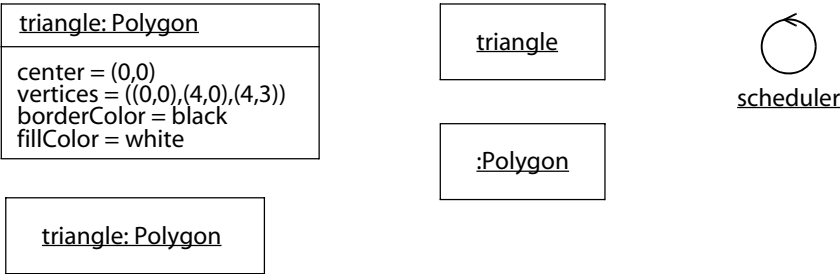 triangle: Polygon
center = (0,0)
vertices = ((0,0),(4,0),(4,3))
borderColor = black
fillColor = white
triangle: Polygon
triangle
:Polygon
scheduler